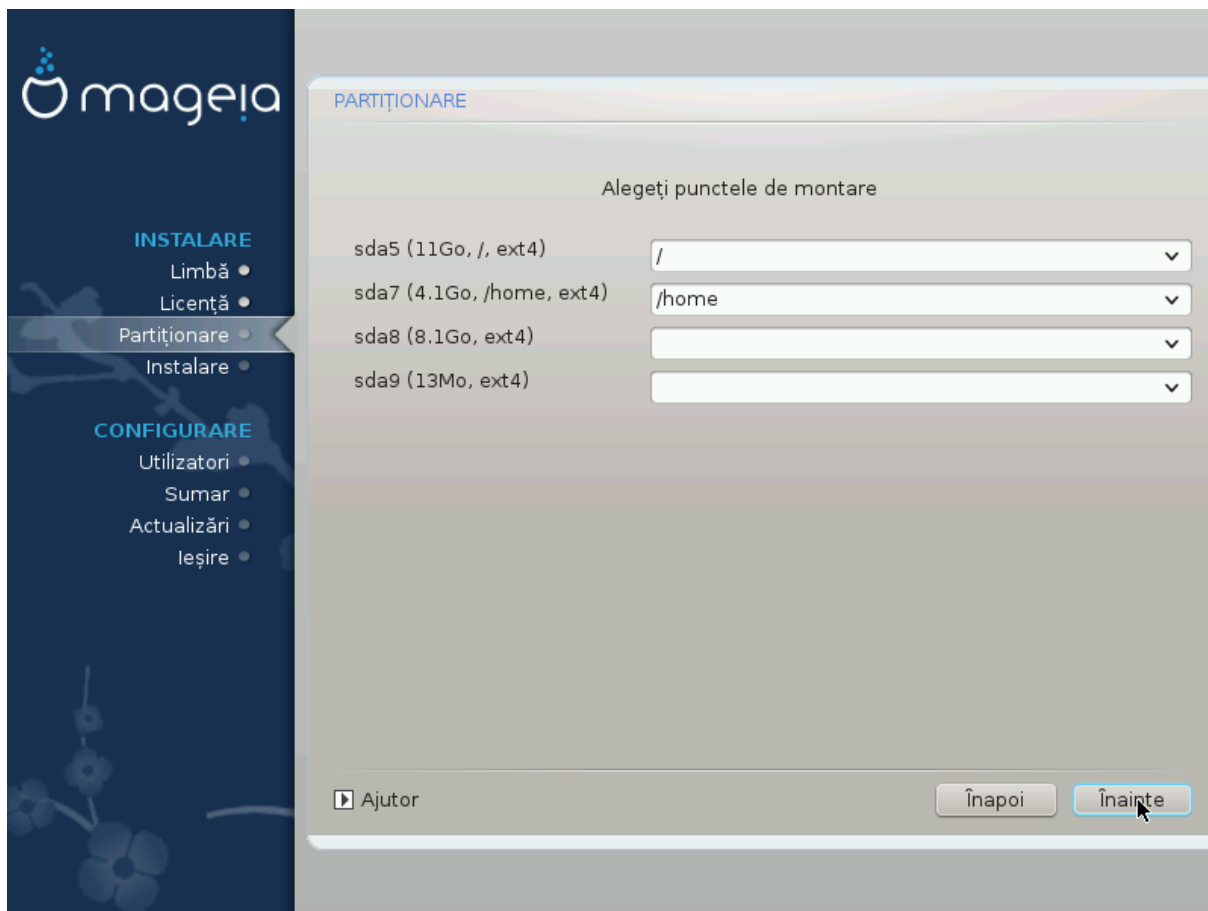 mageia
INSTALARE
Limbă
Licență
Partiționare
Instalare
CONFIGURARE
Utilizatori
Sumar
Actualizări
Ieșire
PARTIȚIONARE
Alegeți punctele de montare
sda5 (11Go, /, ext4) /
sda7 (4.1Go, /home, ext4) /home
sda8 (8.1Go, ext4)
sda9 (13Mo, ext4)
Ajutor Înapoi Înainte